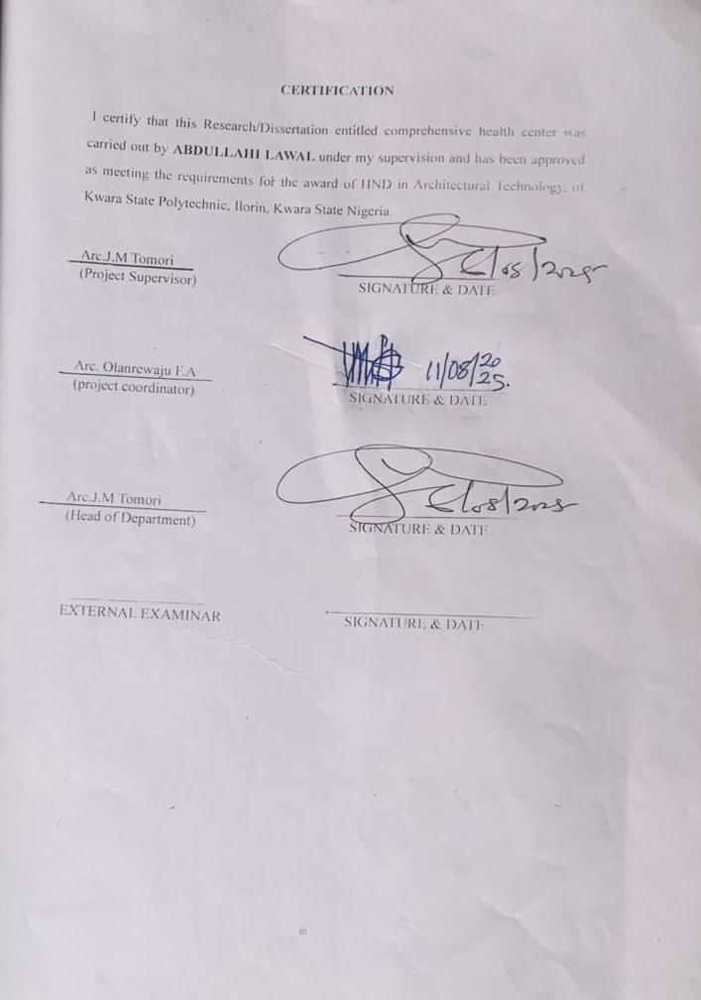 CERTIFICATION
I certify that this Research/Dissertation entitled comprehensive health center was
carried out by ABDULLAHI LAWAL under my supervision and has been approved
as meeting the requirements for the award of HND in Architectural Technology, of
Kwara State Polytechnic, Ilorin, Kwara State Nigeria.
Arc.J.M Tomori
(Project Supervisor)
/08/2025
SIGNATURE & DATE
Arc. Olanrewaju F.A
(project coordinator)
11/08/2025.
SIGNATURE & DATE
Arc.J.M Tomori
(Head of Department)
/08/2025
SIGNATURE & DATE
EXTERNAL EXAMINAR
SIGNATURE & DATE
iii